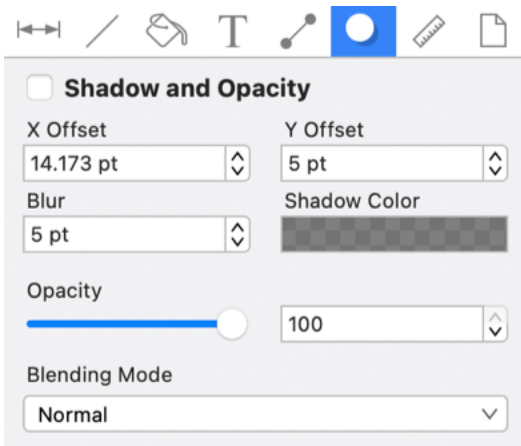 T
Shadow and Opacity
X Offset Y Offset
14.173 pt 5 pt
Blur Shadow Color
5 pt
Opacity
100
Blending Mode
Normal